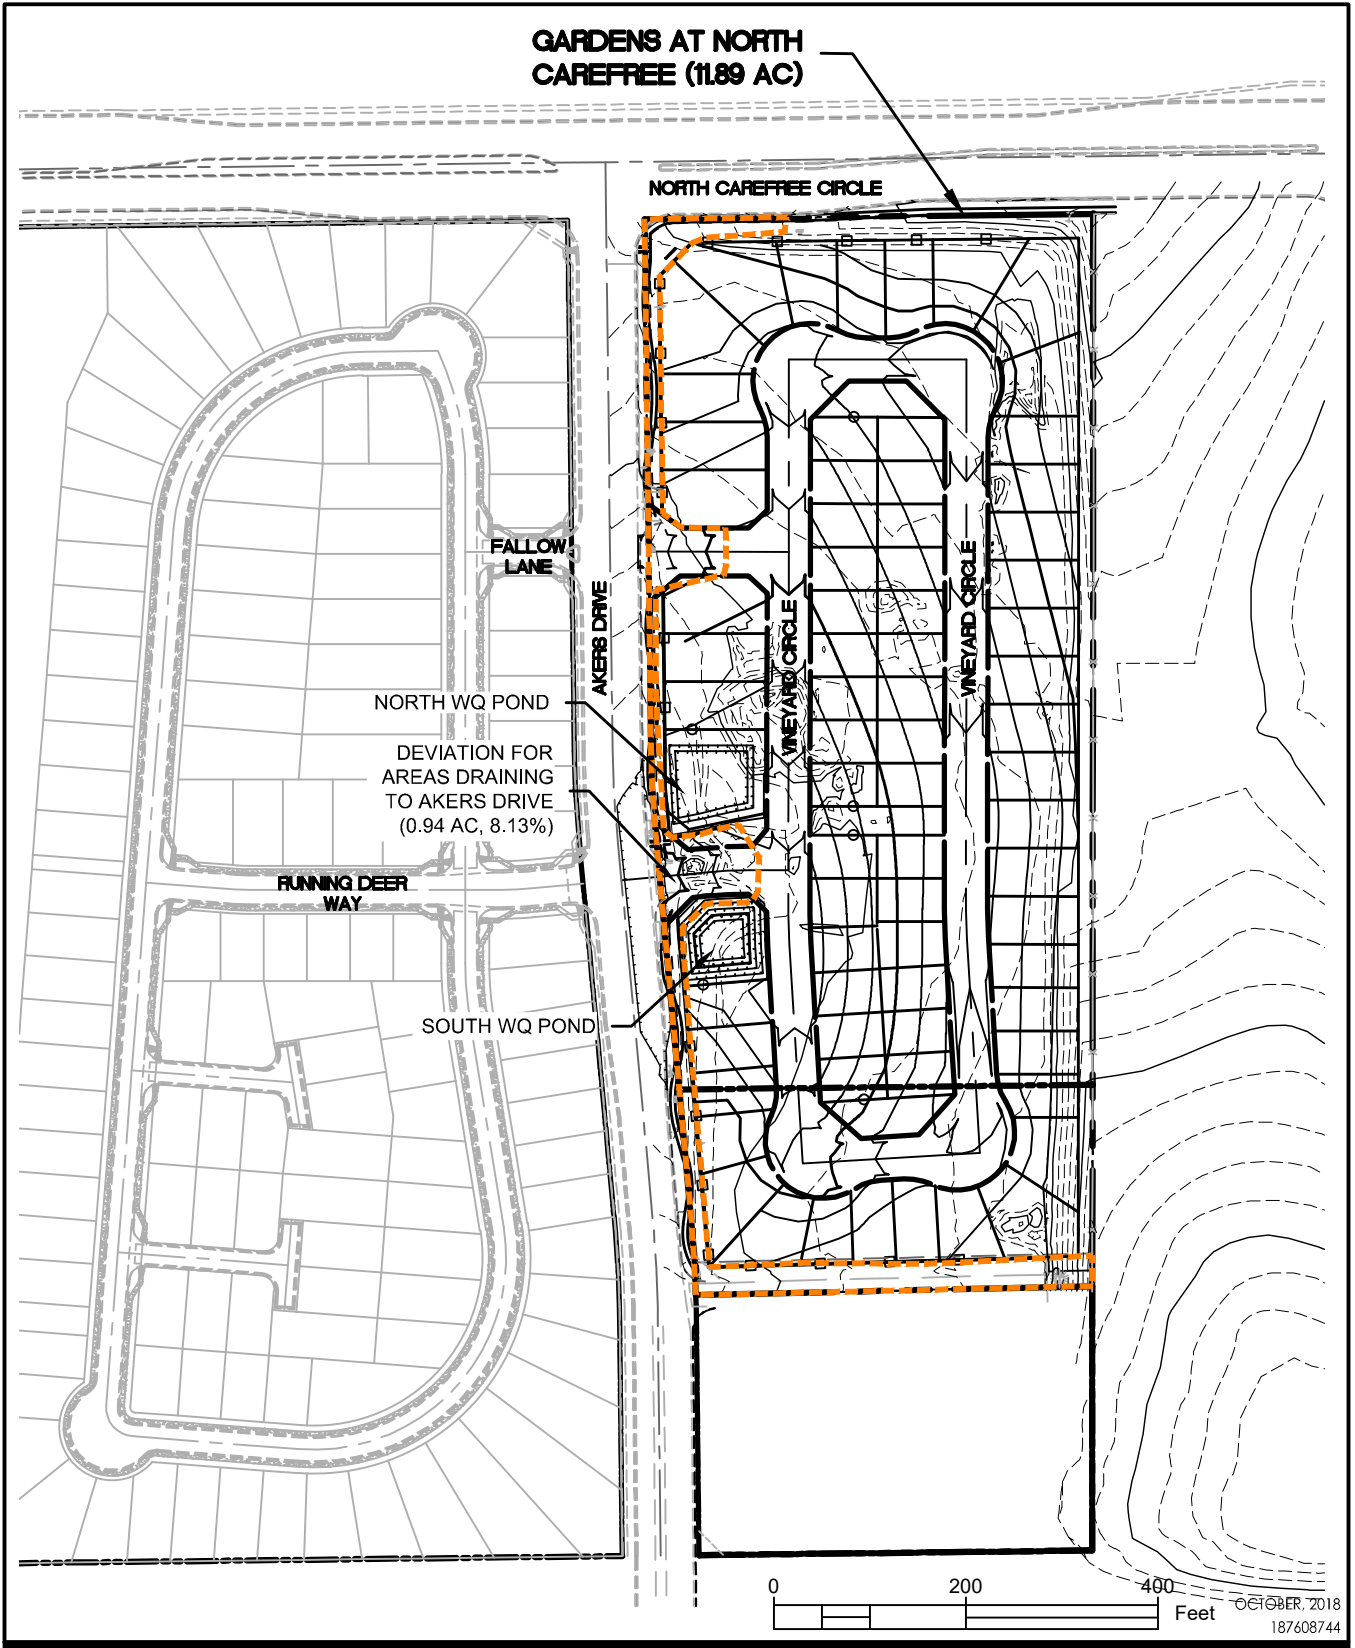 GARDENS AT NORTH
CAREFREE (11.89 AC)
NORTH CAREFREE CIRCLE
FALLOW
LANE
AKERS DRIVE
VINEYARD CIRCLE
VINEYARD CIRCLE
NORTH WQ POND
DEVIATION FOR
AREAS DRAINING
TO AKERS DRIVE
(0.94 AC, 8.13%)
RUNNING DEER
WAY
SOUTH WQ POND
0 200 400
Feet
OCTOBER, 2018
187608744